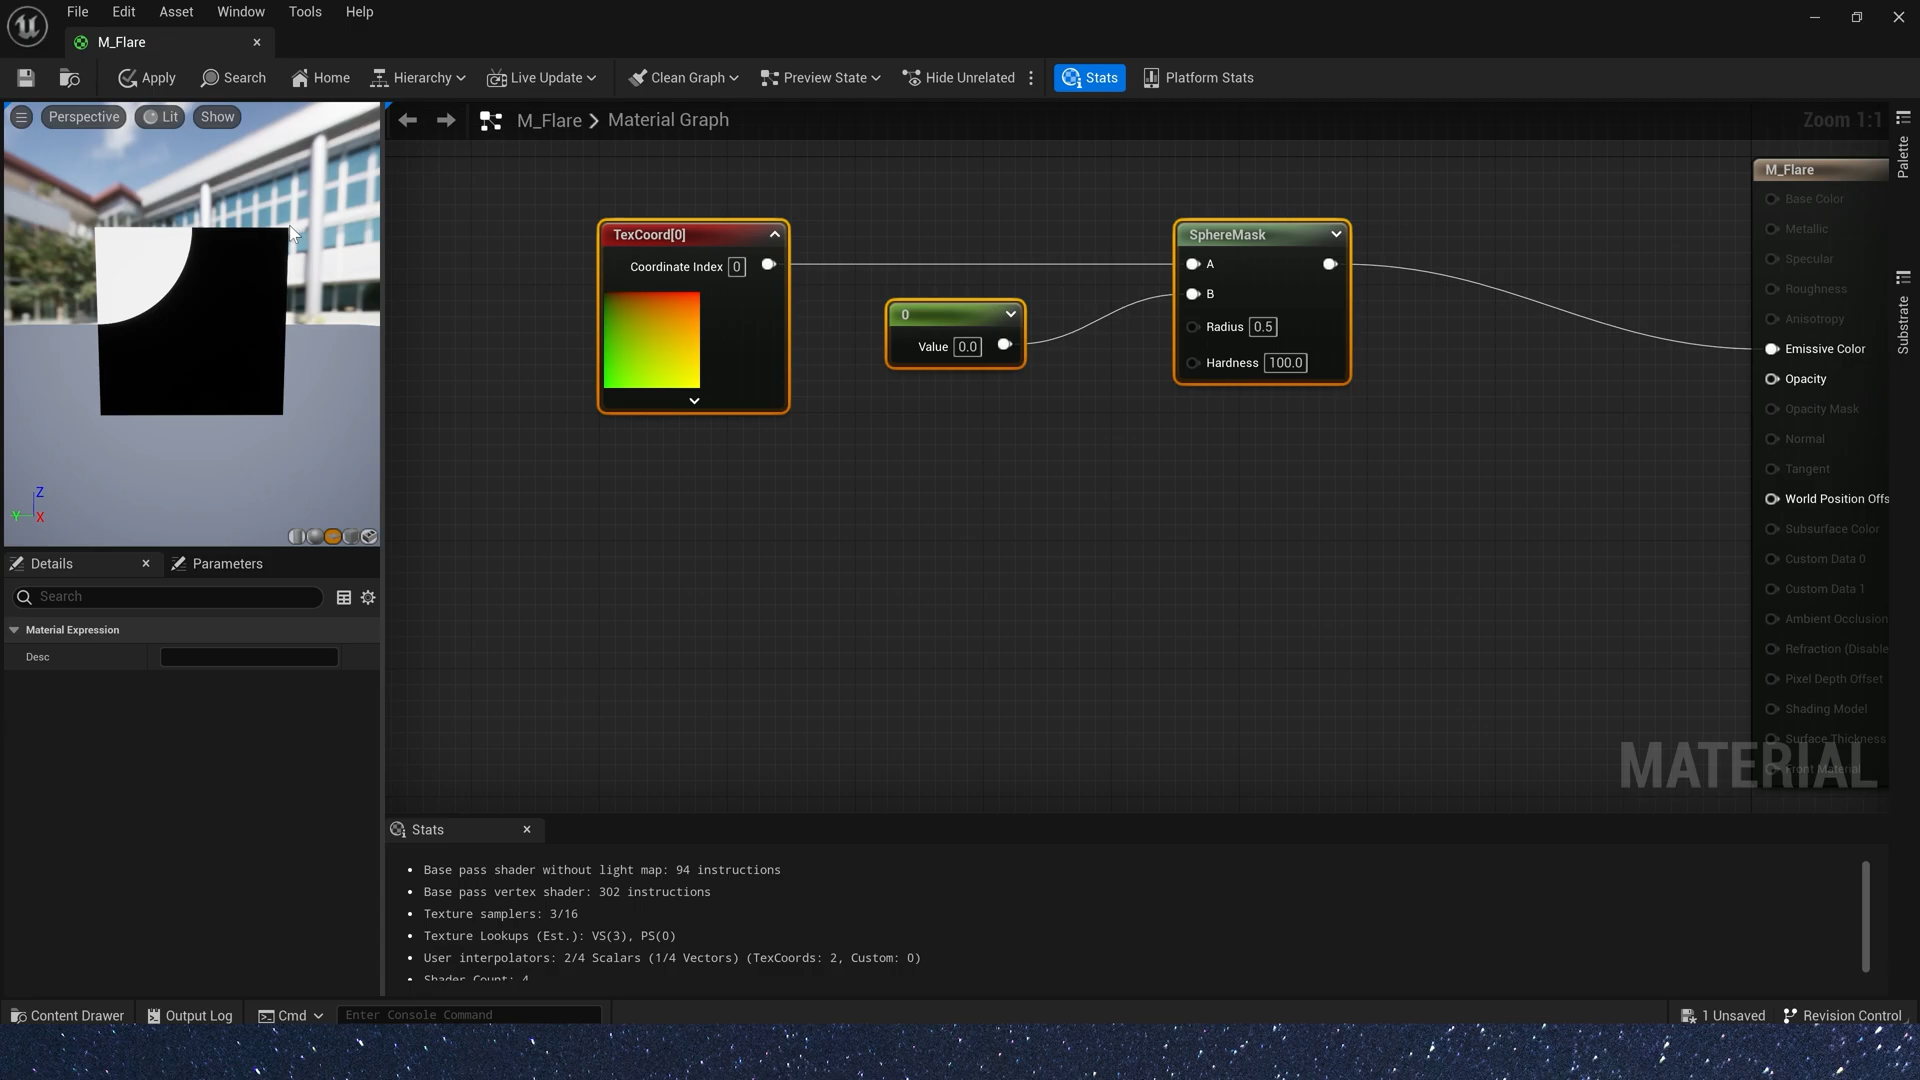 File Edit Asset Window Tools Help
M_Flare
Apply Search Home Hierarchy Live Update Clean Graph Preview State Hide Unrelated Stats Platform Stats
Perspective Lit Show
M_Flare > Material Graph
Zoom 1:1
Palette
Substrate
TexCoord[0]
Coordinate Index 0
0
Value 0.0
SphereMask
A
B
Radius 0.5
Hardness 100.0
M_Flare
Base Color
Metallic
Specular
Roughness
Anisotropy
Emissive Color
Opacity
Opacity Mask
Normal
Tangent
World Position Offs
Subsurface Color
Custom Data 0
Custom Data 1
Ambient Occlusion
Refraction (Disable
Pixel Depth Offset
Shading Model
Surface Thickness
Front Material
MATERIAL
Z
Y X
Details Parameters
Search
Material Expression
Desc
Stats
• Base pass shader without light map: 94 instructions
• Base pass vertex shader: 302 instructions
• Texture samplers: 3/16
• Texture Lookups (Est.): VS(3), PS(0)
• User interpolators: 2/4 Scalars (1/4 Vectors) (TexCoords: 2, Custom: 0)
• Shader Count: 4
Content Drawer Output Log Cmd Enter Console Command 1 Unsaved Revision Control